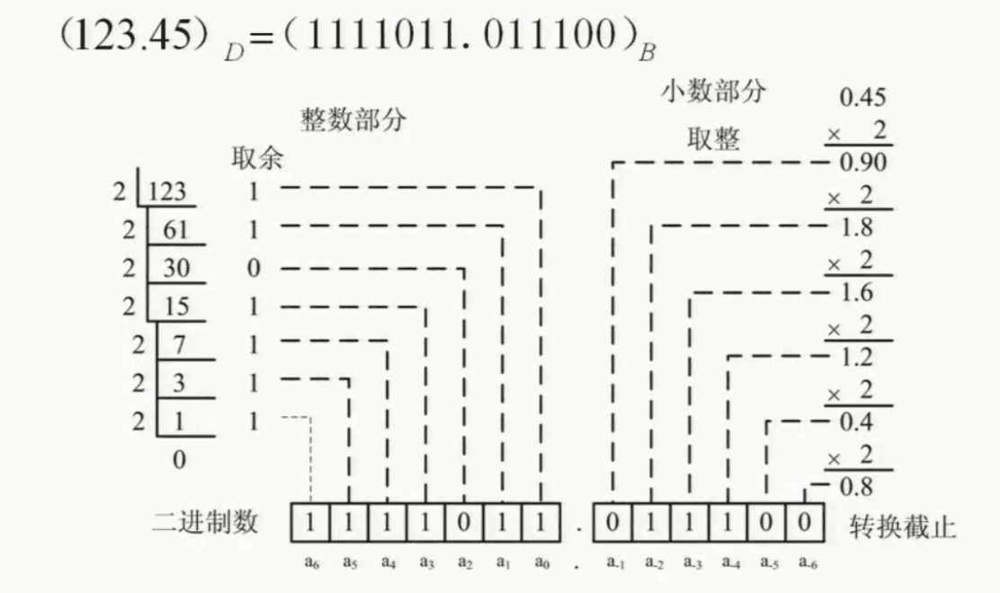 (123.45)D=(1111011.011100)B
整数部分
取余
2 123 1
2 61 1
2 30 0
2 15 1
2 7 1
2 3 1
2 1 1
0
小数部分
取整
0.45
× 2
0.90
× 2
1.8
× 2
1.6
× 2
1.2
× 2
0.4
× 2
0.8
二进制数 1 1 1 1 0 1 1 . 0 1 1 1 0 0 转换截止
a6 a5 a4 a3 a2 a1 a0 . a-1 a-2 a-3 a-4 a-5 a-6